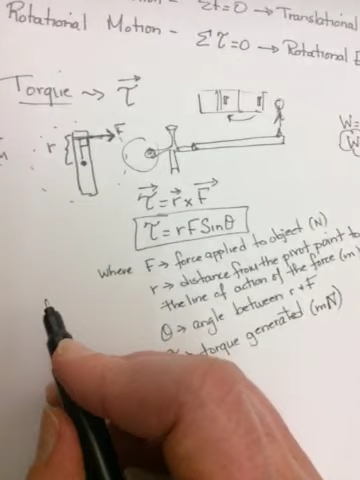 Στ=0 → Translational
Rotational Motion - Στ=0 → Rotational E
Torque ~> τ
r F
W=
τ = r x F
τ = rFSinθ
where F → force applied to object (N)
r → distance from the pivot point to
the line of action of the force (m
θ → angle between r & F
torque generated (mN)